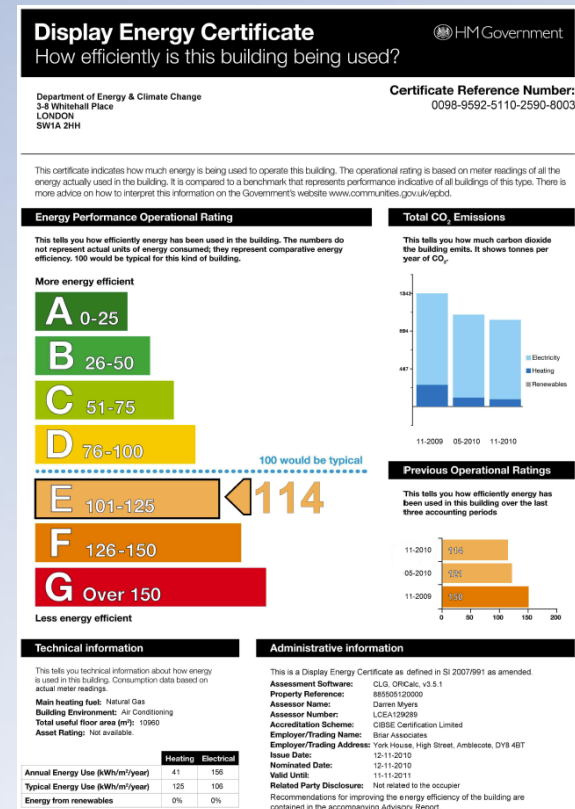 Display Energy Certificate
How efficiently is this building being used?
HM Government
Department of Energy & Climate Change
3-8 Whitehall Place
LONDON
SW1A 2HH
Certificate Reference Number:
0098-9592-5110-2590-8003
This certificate indicates how much energy is being used to operate this building. The operational rating is based on meter readings of all the
energy actually used in the building. It is compared to a benchmark that represents performance indicative of all buildings of this type. There is
more advice on how to interpret this information on the Government's website www.communities.gov.uk/epbd.
Energy Performance Operational Rating
This tells you how efficiently energy has been used in the building. The numbers do
not represent actual units of energy consumed; they represent comparative energy
efficiency. 100 would be typical for this kind of building.
More energy efficient
A 0-25
B 26-50
C 51-75
D 76-100
100 would be typical
E 101-125
114
F 126-150
G Over 150
Less energy efficient
Total CO2 Emissions
This tells you how much carbon dioxide
the building emits. It shows tonnes per
year of CO2.
Electricity
Heating
Renewables
11-2009 05-2010 11-2010
Previous Operational Ratings
This tells you how efficiently energy has
been used in this building over the last
three accounting periods
11-2010 114
05-2010 121
11-2009 150
0 50 100 150 200
Technical information
This tells you technical information about how energy
is used in this building. Consumption data based on
actual meter readings.
Main heating fuel: Natural Gas
Building Environment: Air Conditioning
Total useful floor area (m²): 10960
Asset Rating: Not available.
Heating Electrical
Annual Energy Use (kWh/m²/year) 41 156
Typical Energy Use (kWh/m²/year) 125 106
Energy from renewables 0% 0%
Administrative information
This is a Display Energy Certificate as defined in SI 2007/991 as amended.
Assessment Software: CLG, ORCalc, v3.5.1
Property Reference: 885505120000
Assessor Name: Darren Myers
Assessor Number: LCEA129289
Accreditation Scheme: CIBSE Certification Limited
Employer/Trading Name: Briar Associates
Employer/Trading Address: York House, High Street, Amblecote, DY8 4BT
Issue Date: 12-11-2010
Nominated Date: 12-11-2010
Valid Until: 11-11-2011
Related Party Disclosure: Not related to the occupier
Recommendations for improving the energy efficiency of the building are
contained in the accompanying Advisory Report.